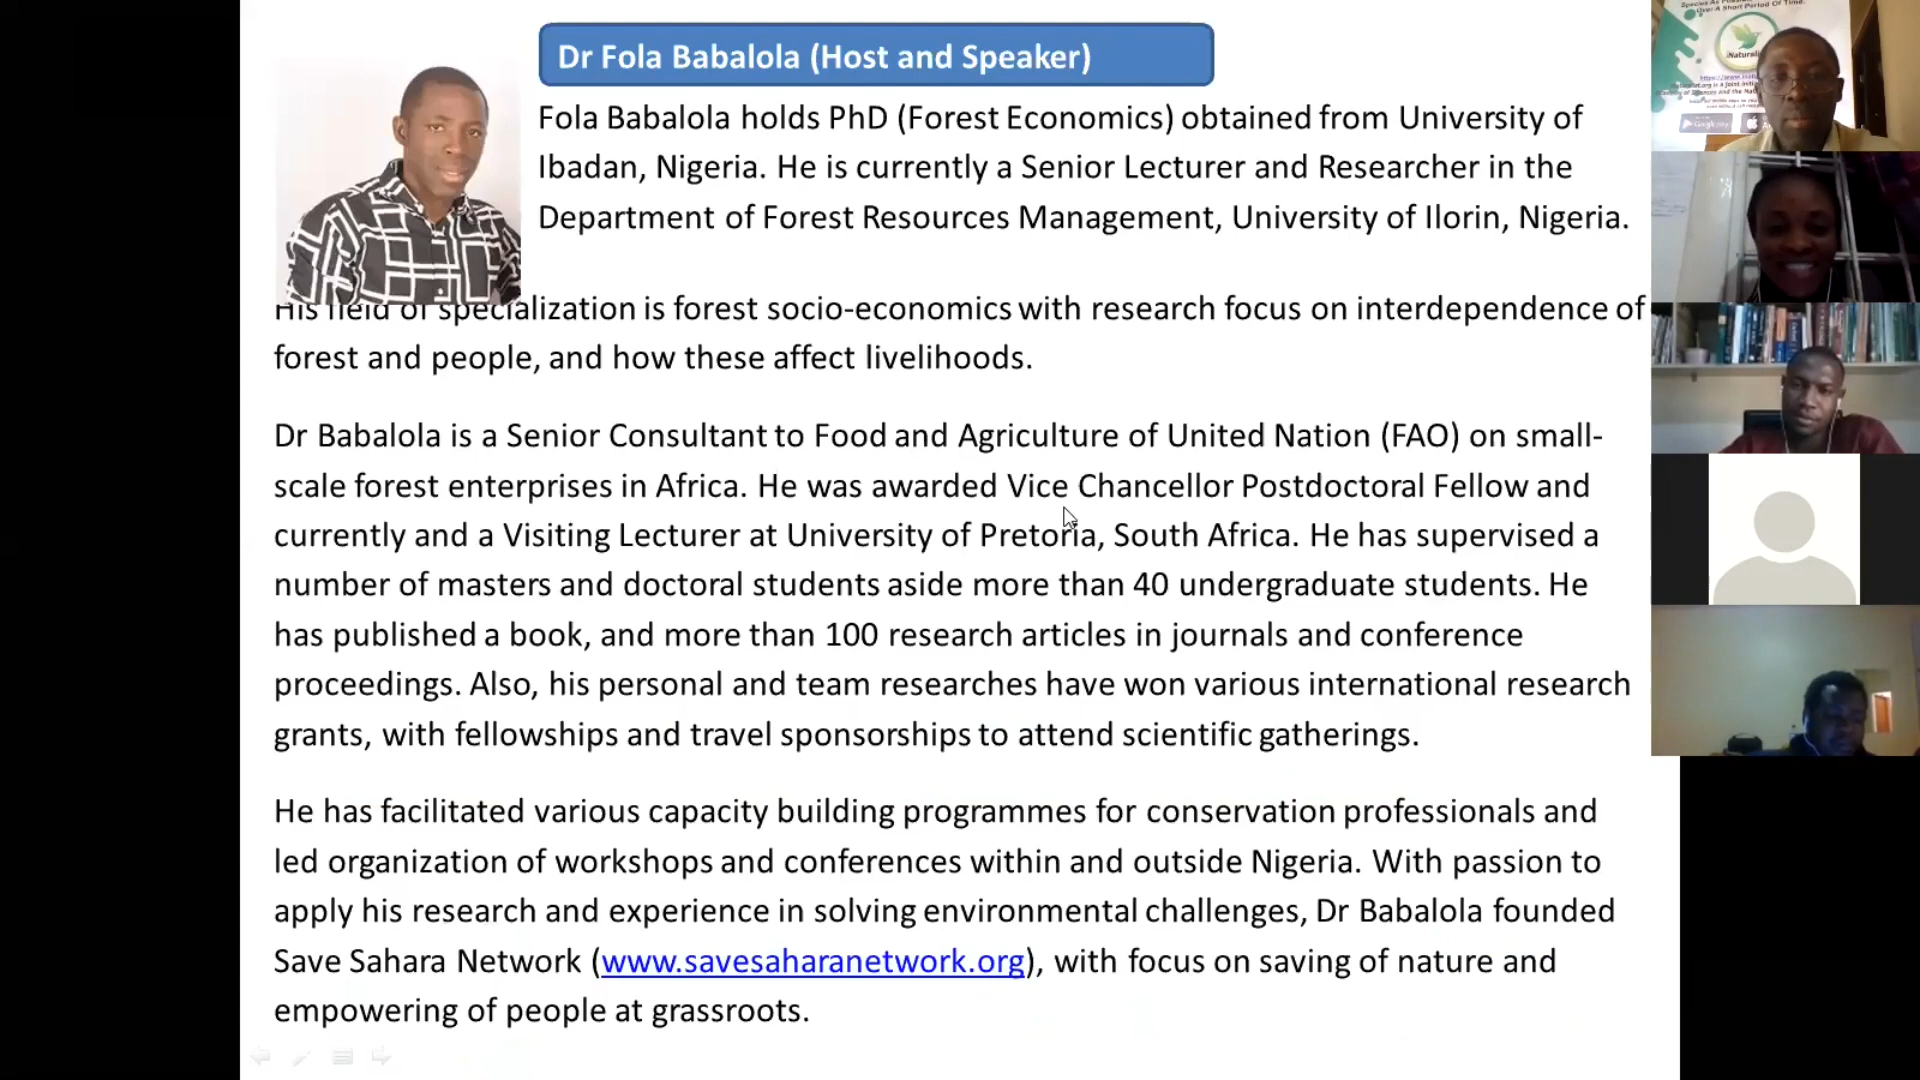 Dr Fola Babalola (Host and Speaker)
Fola Babalola holds PhD (Forest Economics) obtained from University of
Ibadan, Nigeria. He is currently a Senior Lecturer and Researcher in the
Department of Forest Resources Management, University of Ilorin, Nigeria.
His field of specialization is forest socio-economics with research focus on interdependence of
forest and people, and how these affect livelihoods.
Dr Babalola is a Senior Consultant to Food and Agriculture of United Nation (FAO) on small-
scale forest enterprises in Africa. He was awarded Vice Chancellor Postdoctoral Fellow and
currently and a Visiting Lecturer at University of Pretoria, South Africa. He has supervised a
number of masters and doctoral students aside more than 40 undergraduate students. He
has published a book, and more than 100 research articles in journals and conference
proceedings. Also, his personal and team researches have won various international research
grants, with fellowships and travel sponsorships to attend scientific gatherings.
He has facilitated various capacity building programmes for conservation professionals and
led organization of workshops and conferences within and outside Nigeria. With passion to
apply his research and experience in solving environmental challenges, Dr Babalola founded
Save Sahara Network (www.savesaharanetwork.org), with focus on saving of nature and
empowering of people at grassroots.
Over A Short Period Of Time.